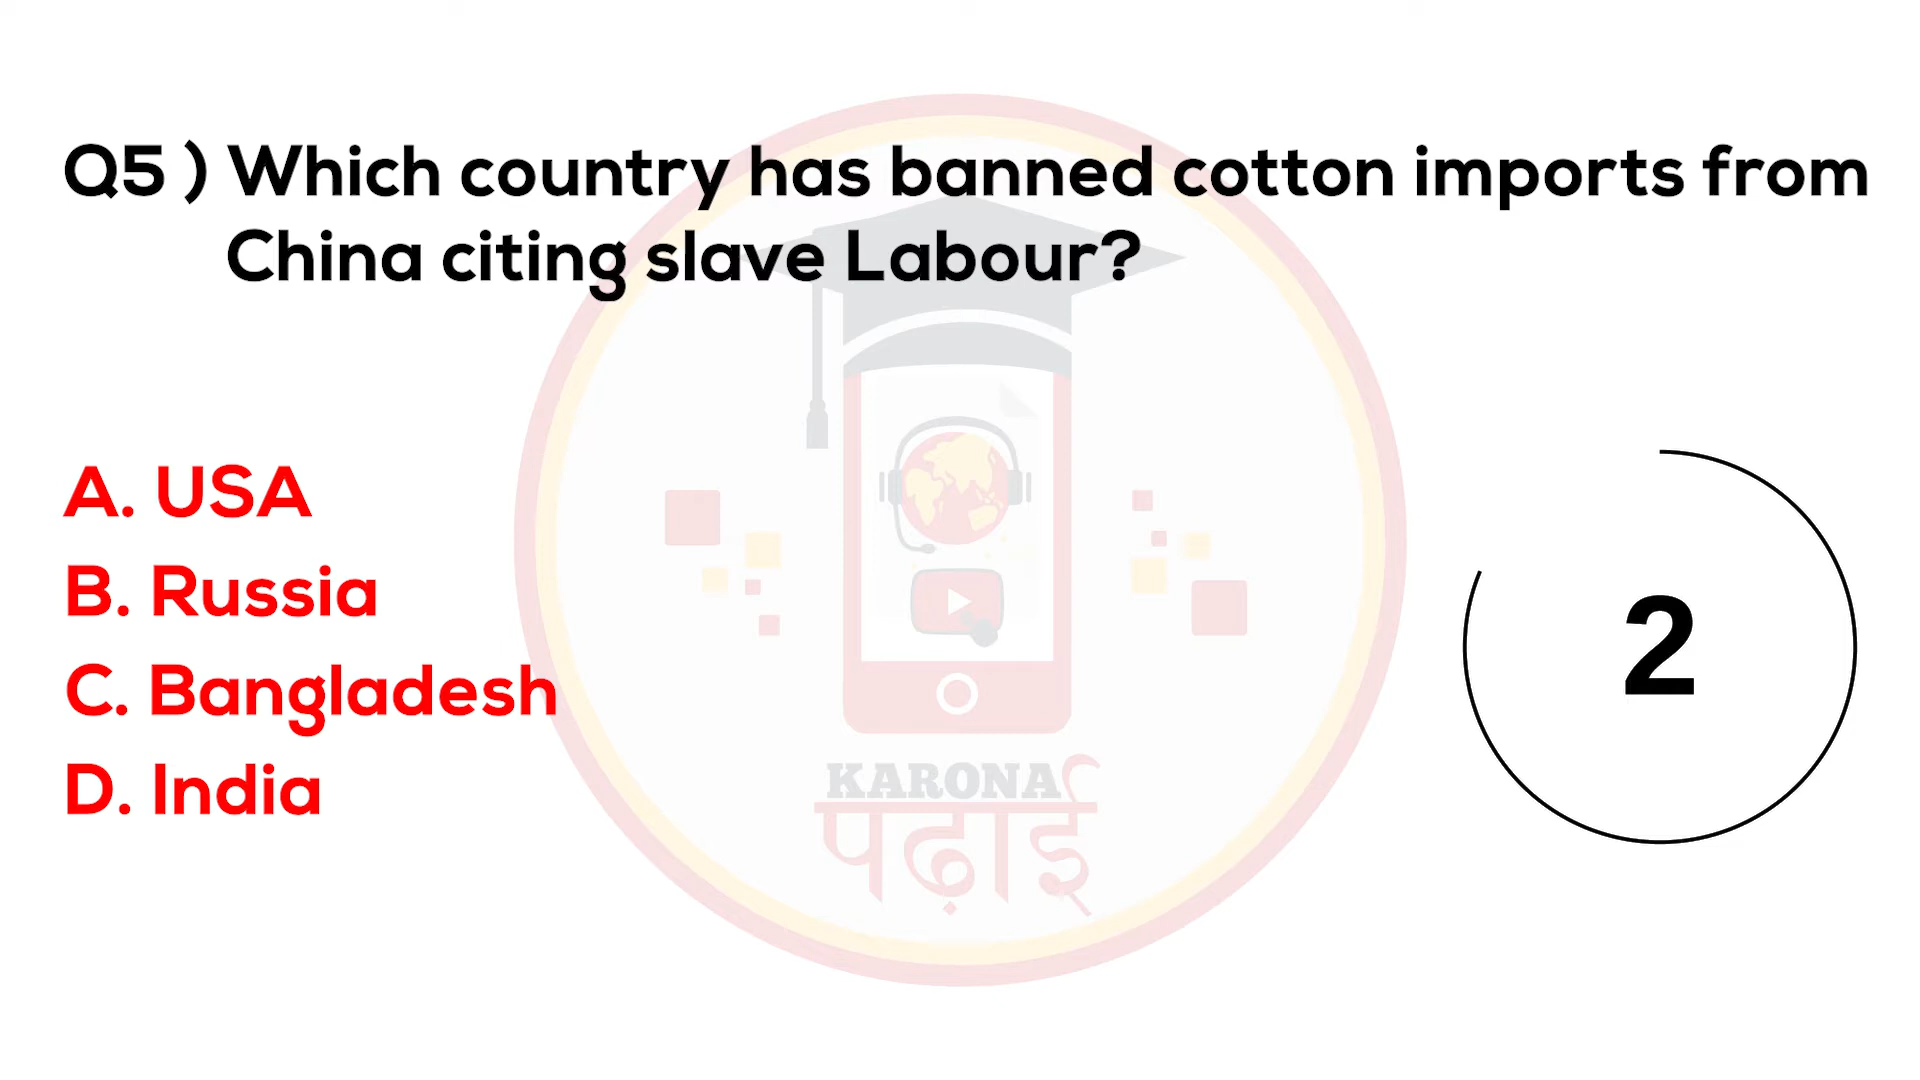 Q5 ) Which country has banned cotton imports from
China citing slave Labour?
A. USA
B. Russia
C. Bangladesh
D. India
2
KARONA
पढ़ाई